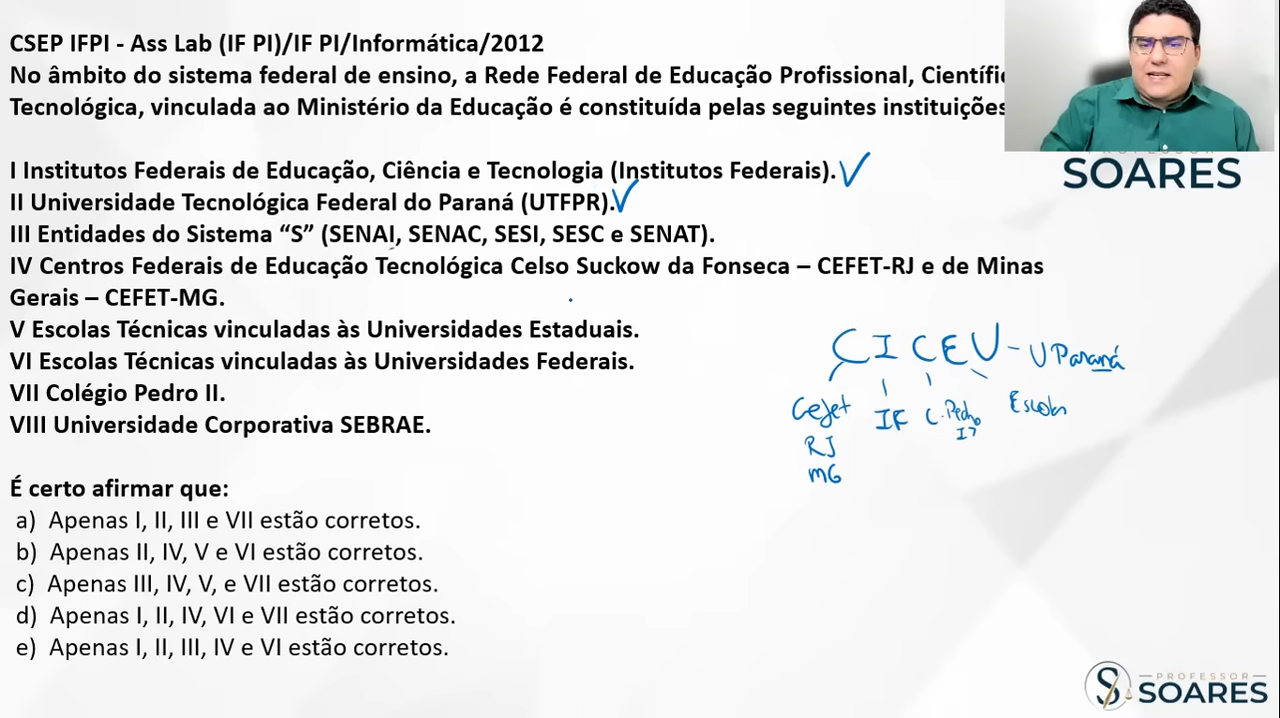 CSEP IFPI - Ass Lab (IF PI)/IF PI/Informática/2012
No âmbito do sistema federal de ensino, a Rede Federal de Educação Profissional,
Tecnológica, vinculada ao Ministério da Educação é constituída pelas seguintes instituições
SOARES
I Institutos Federais de Educação, Ciência e Tecnologia (Institutos Federais).
II Universidade Tecnológica Federal do Paraná (UTFPR).
III Entidades do Sistema “S” (SENAI, SENAC, SESI, SESC e SENAT).
IV Centros Federais de Educação Tecnológica Celso Suckow da Fonseca – CEFET-RJ e de Minas
Gerais – CEFET-MG.
V Escolas Técnicas vinculadas às Universidades Estaduais.
VI Escolas Técnicas vinculadas às Universidades Federais.
VII Colégio Pedro II.
VIII Universidade Corporativa SEBRAE.
CICEU - U Paraná
Cefet IF C. Pedro II
RJ
MG
É certo afirmar que:
a) Apenas I, II, III e VII estão corretos.
b) Apenas II, IV, V e VI estão corretos.
c) Apenas III, IV, V, e VII estão corretos.
d) Apenas I, II, IV, VI e VII estão corretos.
e) Apenas I, II, III, IV e VI estão corretos.
PROFESSOR
SOARES